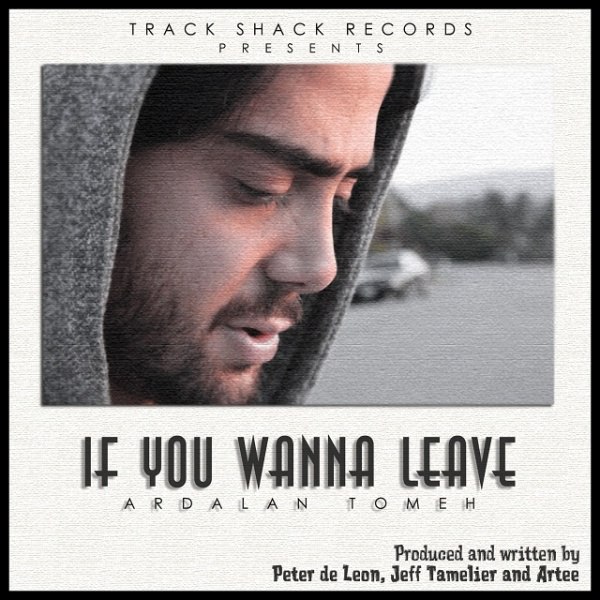 TRACK SHACK RECORDS
PRESENTS
IF YOU WANNA LEAVE
ARDALAN TOMEH
Produced and written by
Peter de Leon, Jeff Tamelier and Artee